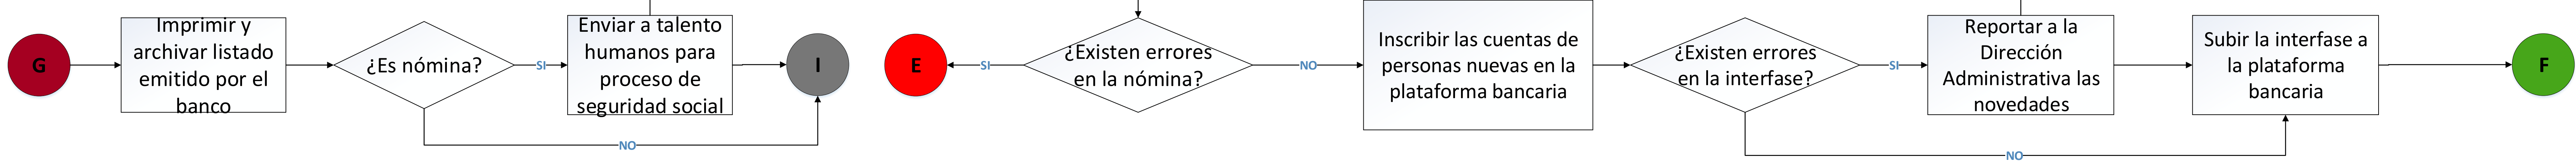 G
Imprimir y
archivar listado
emitido por el
banco
¿Es nómina?
SI
Enviar a talento
humanos para
proceso de
seguridad social
I
NO
E
SI
¿Existen errores
en la nómina?
NO
Inscribir las cuentas de
personas nuevas en la
plataforma bancaria
¿Existen errores
en la interfase?
SI
Reportar a la
Dirección
Administrativa las
novedades
NO
Subir la interfase a
la plataforma
bancaria
F